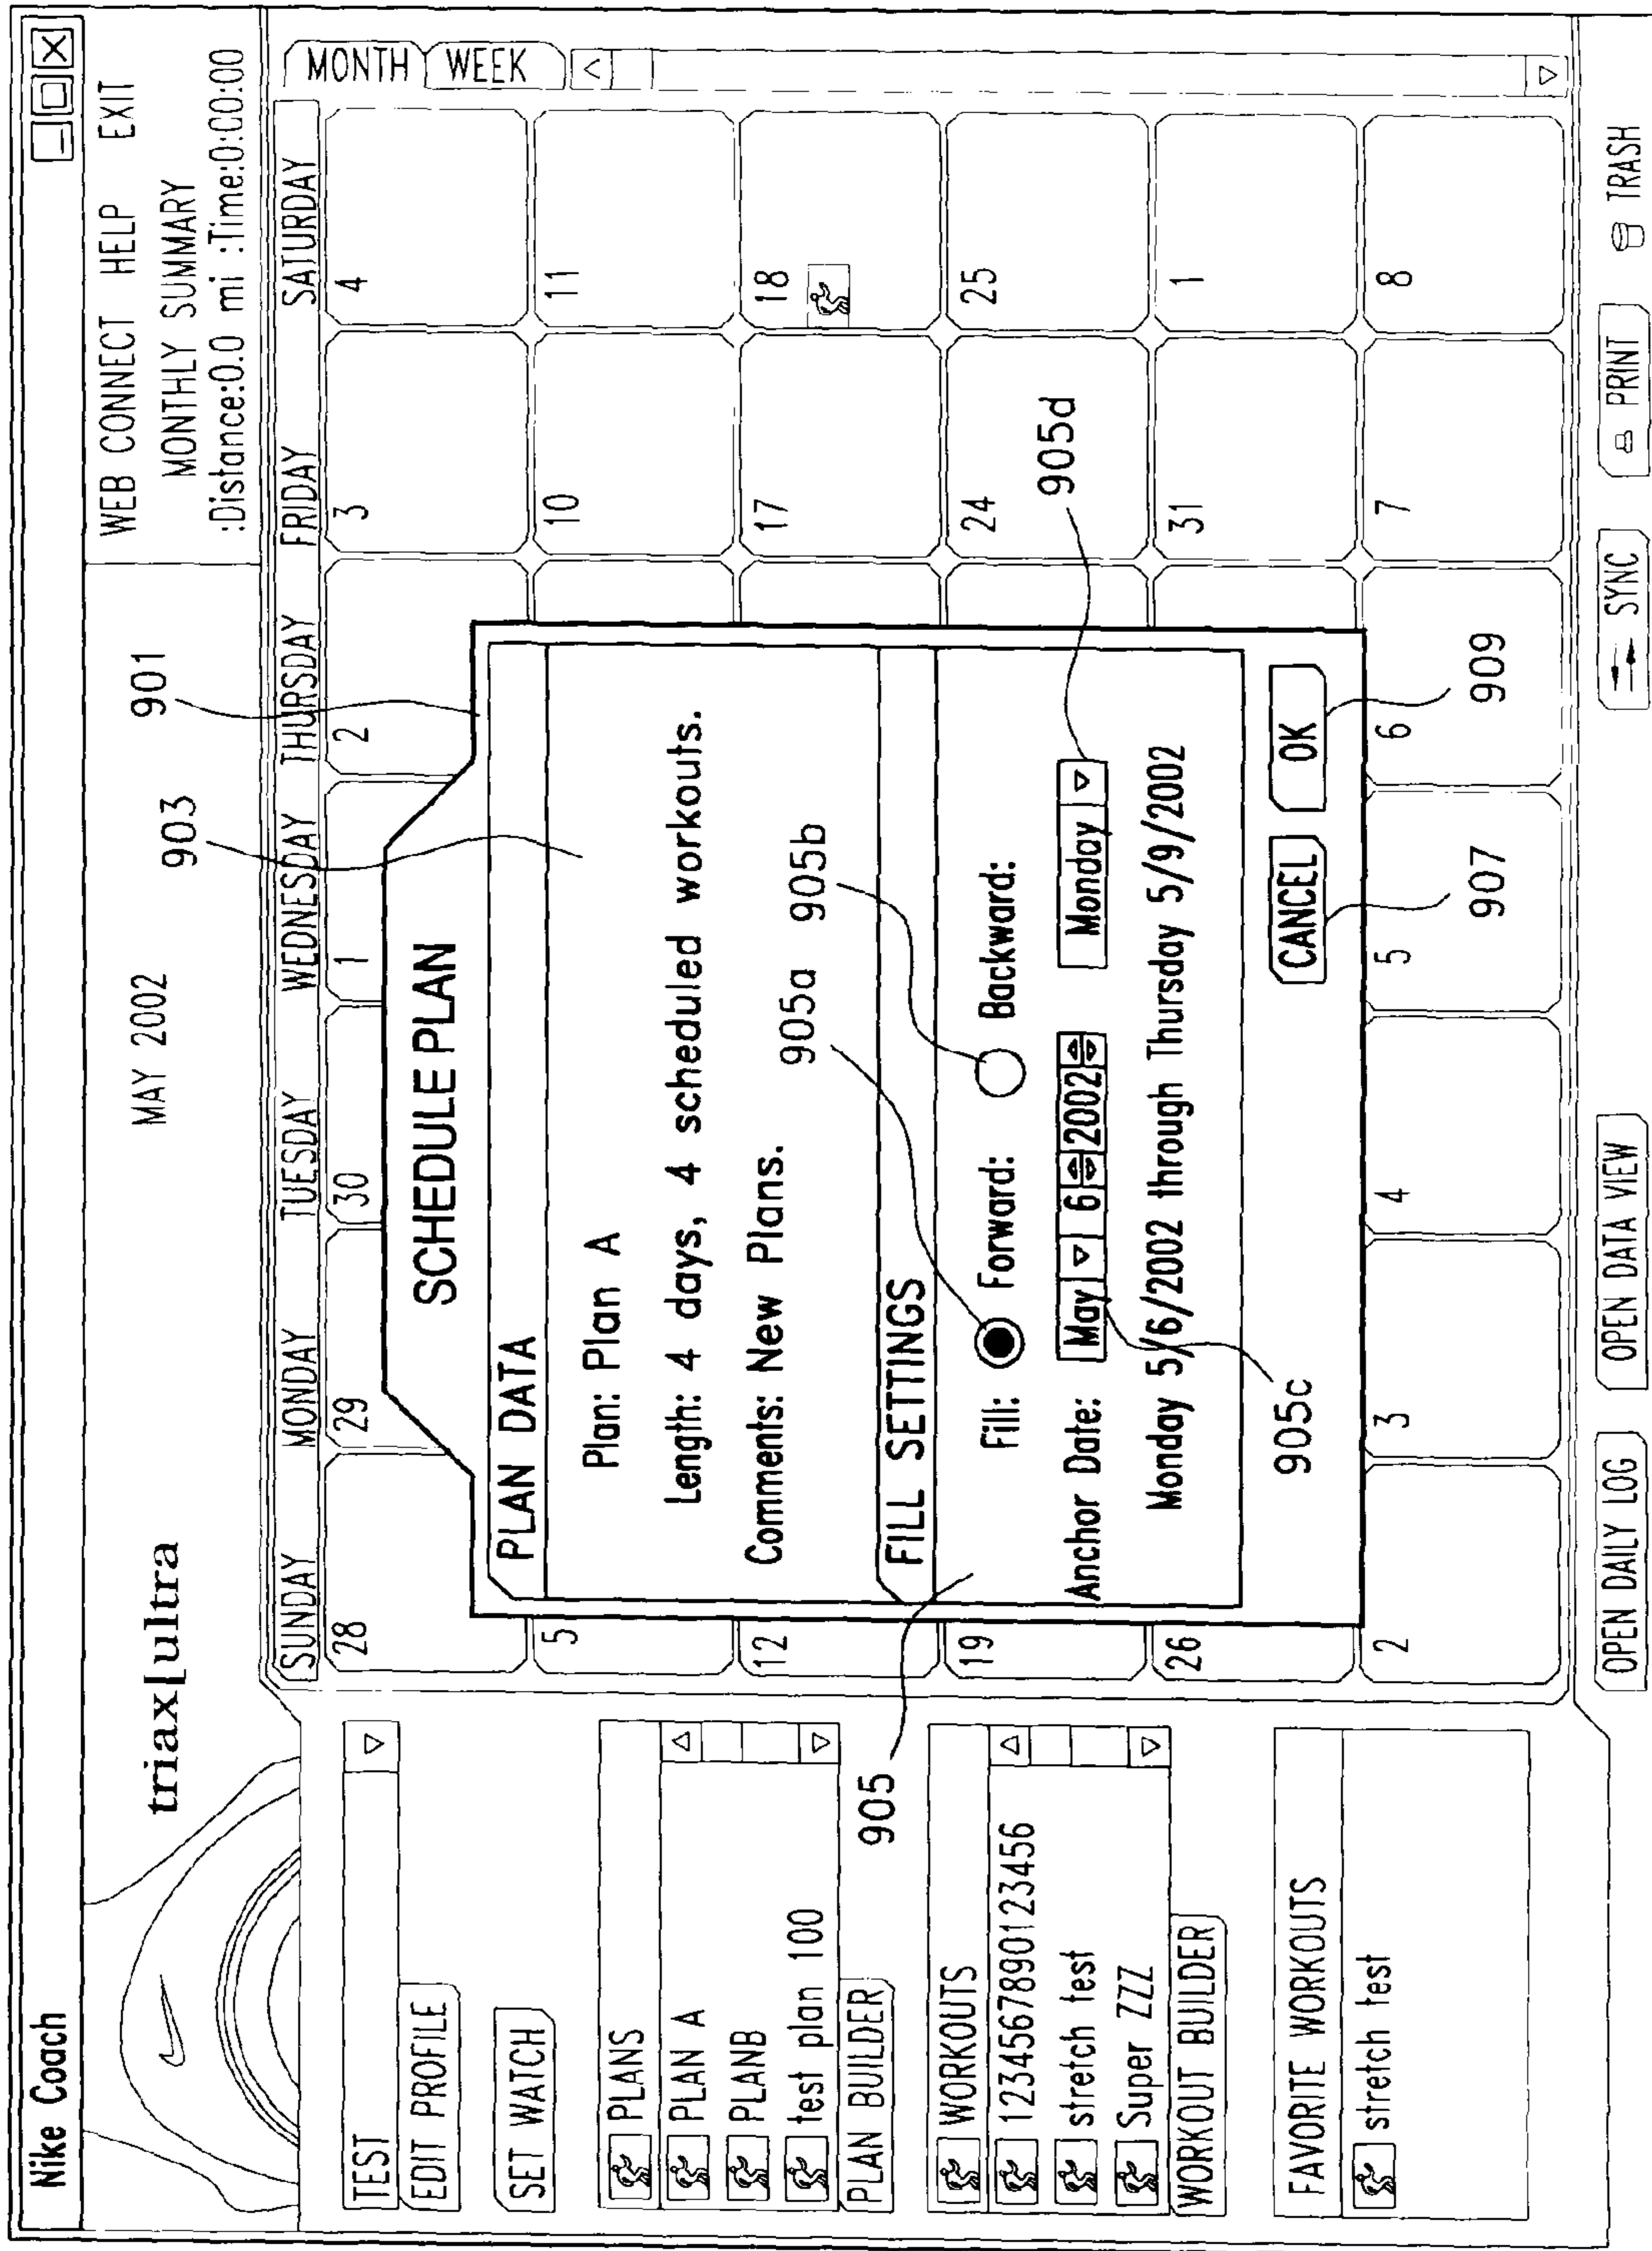 Nike Coach
triax[ultra
MAY 2002
WEB CONNECT HELP EXIT
MONTHLY SUMMARY
:Distance:0.0 mi :Time:0:00:00
TEST
EDIT PROFILE
SET WATCH
PLANS
PLAN A
PLANB
test plan 100
PLAN BUILDER
WORKOUTS
1234567890123456
stretch test
Super ZZZ
WORKOUT BUILDER
FAVORITE WORKOUTS
stretch test
SUNDAY MONDAY TUESDAY WEDNESDAY THURSDAY FRIDAY SATURDAY
MONTH
WEEK
28 29 30 1 2 3 4
5 10 11
12 17 18
19 24 25
26 31 1
2 3 4 5 6 7 8
SCHEDULE PLAN
PLAN DATA
Plan: Plan A
Length: 4 days, 4 scheduled workouts.
Comments: New Plans.
FILL SETTINGS
Fill: Forward: Backward:
Anchor Date: May 6 2002 Monday
Monday 5/6/2002 through Thursday 5/9/2002
CANCEL OK
901
903
905
905a
905b
905c
905d
907
909
OPEN DAILY LOG OPEN DATA VIEW SYNC PRINT TRASH